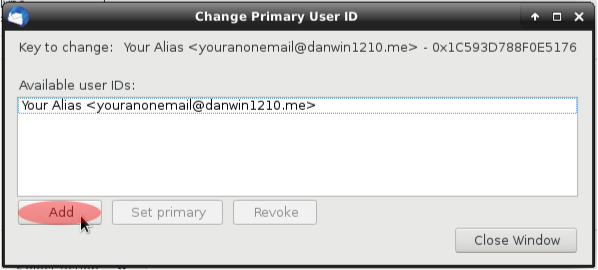 Change Primary User ID
Key to change: Your Alias <youranonemail@danwin1210.me> - 0x1C593D788F0E5176
Available user IDs:
Your Alias <youranonemail@danwin1210.me>
Add Set primary Revoke
Close Window